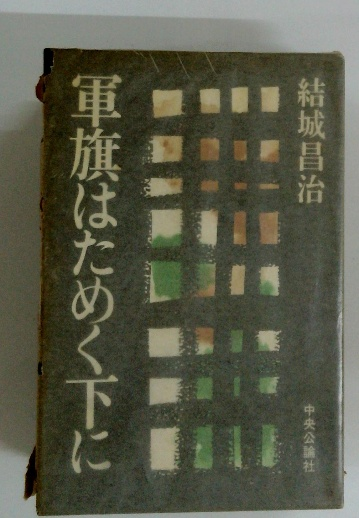 結城昌治
軍旗はためく下に
中央公論社